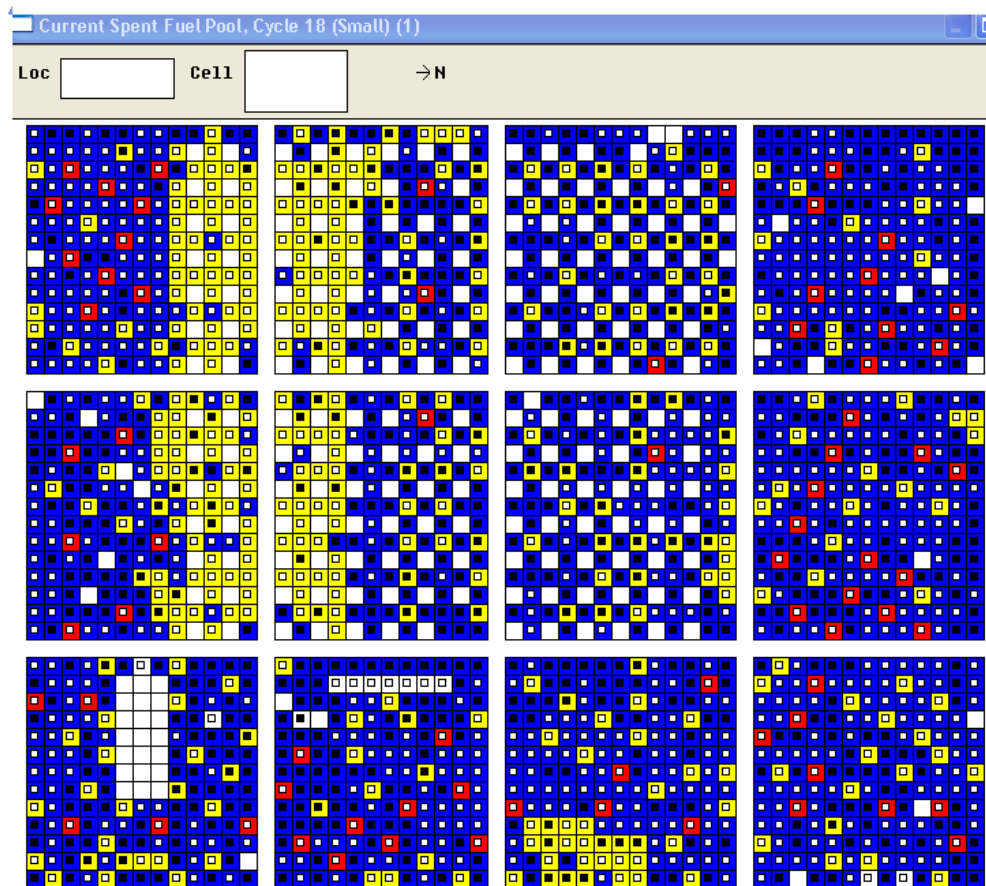 Current Spent Fuel Pool, Cycle 18 (Small) (1)
Loc Cell →N